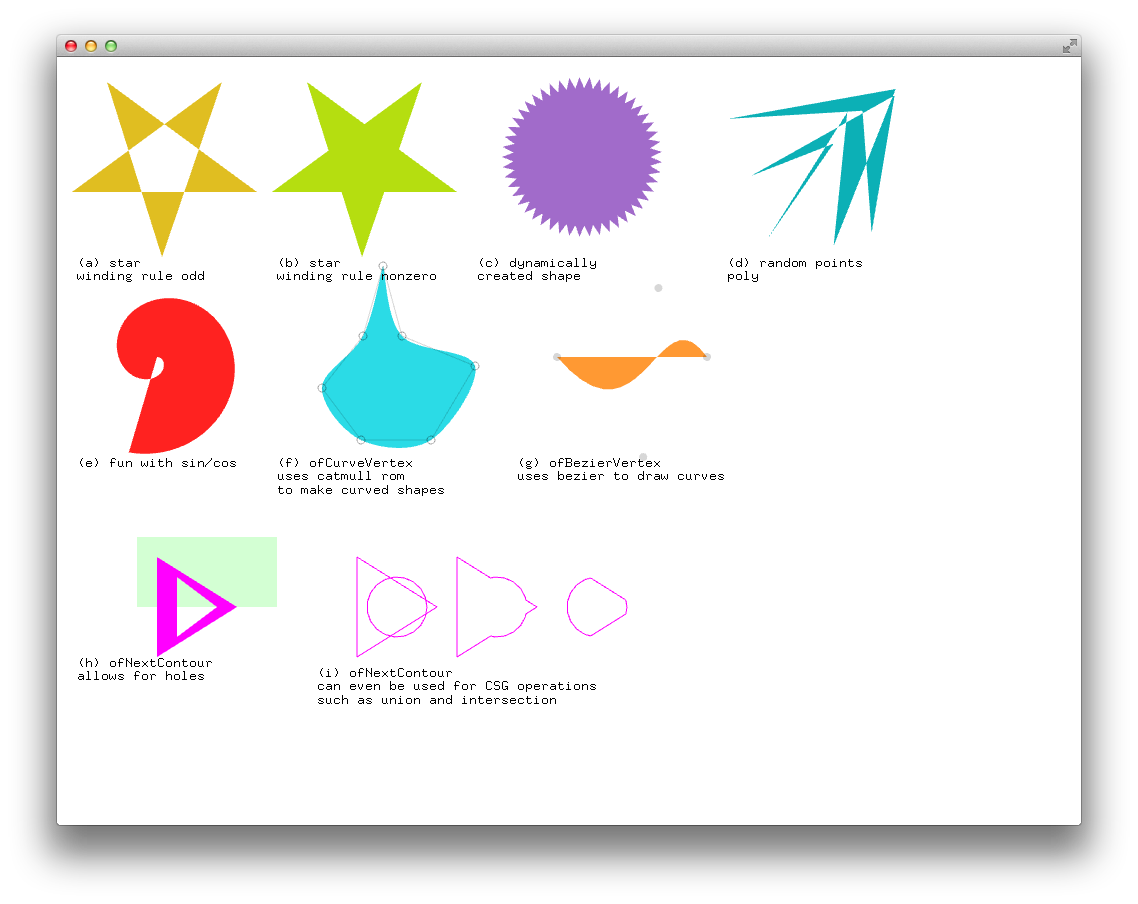 (a) star
winding rule odd
(b) star
winding rule nonzero
(c) dynamically
created shape
(d) random points
poly
(e) fun with sin/cos
(f) ofCurveVertex
uses catmull rom
to make curved shapes
(g) ofBezierVertex
uses bezier to draw curves
(h) ofNextContour
allows for holes
(i) ofNextContour
can even be used for CSG operations
such as union and intersection